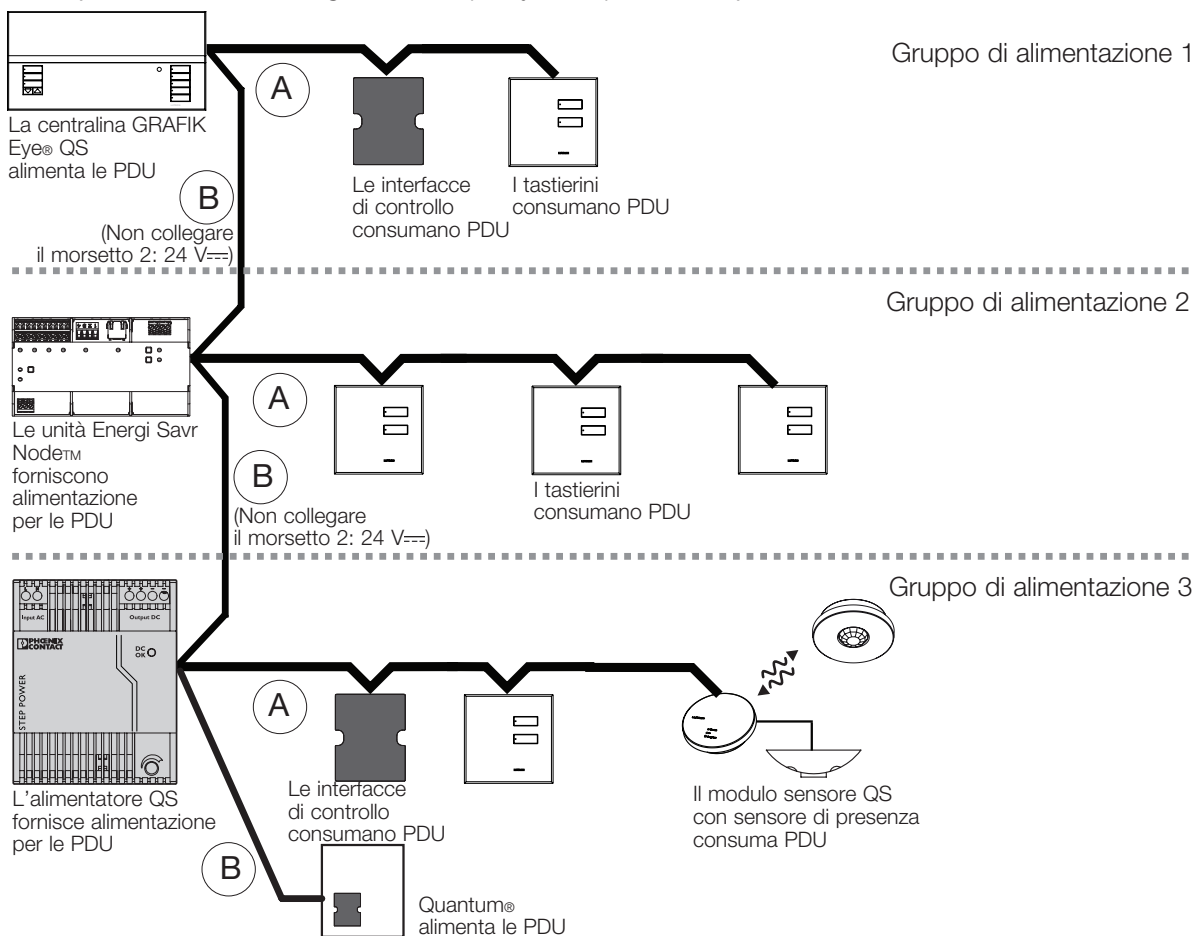 Gruppo di alimentazione 1
A
La centralina GRAFIK
Eye® QS
alimenta le PDU
Le interfacce
di controllo
consumano PDU
I tastierini
consumano PDU
B
(Non collegare
il morsetto 2: 24 V⎓)
Gruppo di alimentazione 2
A
Le unità Energi Savr
Node™
forniscono
alimentazione
per le PDU
B
(Non collegare
il morsetto 2: 24 V⎓)
I tastierini
consumano PDU
Gruppo di alimentazione 3
Input AC
Output DC
PHŒNIX
CONTACT
DC
OK
STEP POWER
A
L'alimentatore QS
fornisce alimentazione
per le PDU
Le interfacce
di controllo
consumano PDU
Il modulo sensore QS
con sensore di presenza
consuma PDU
B
Quantum®
alimenta le PDU